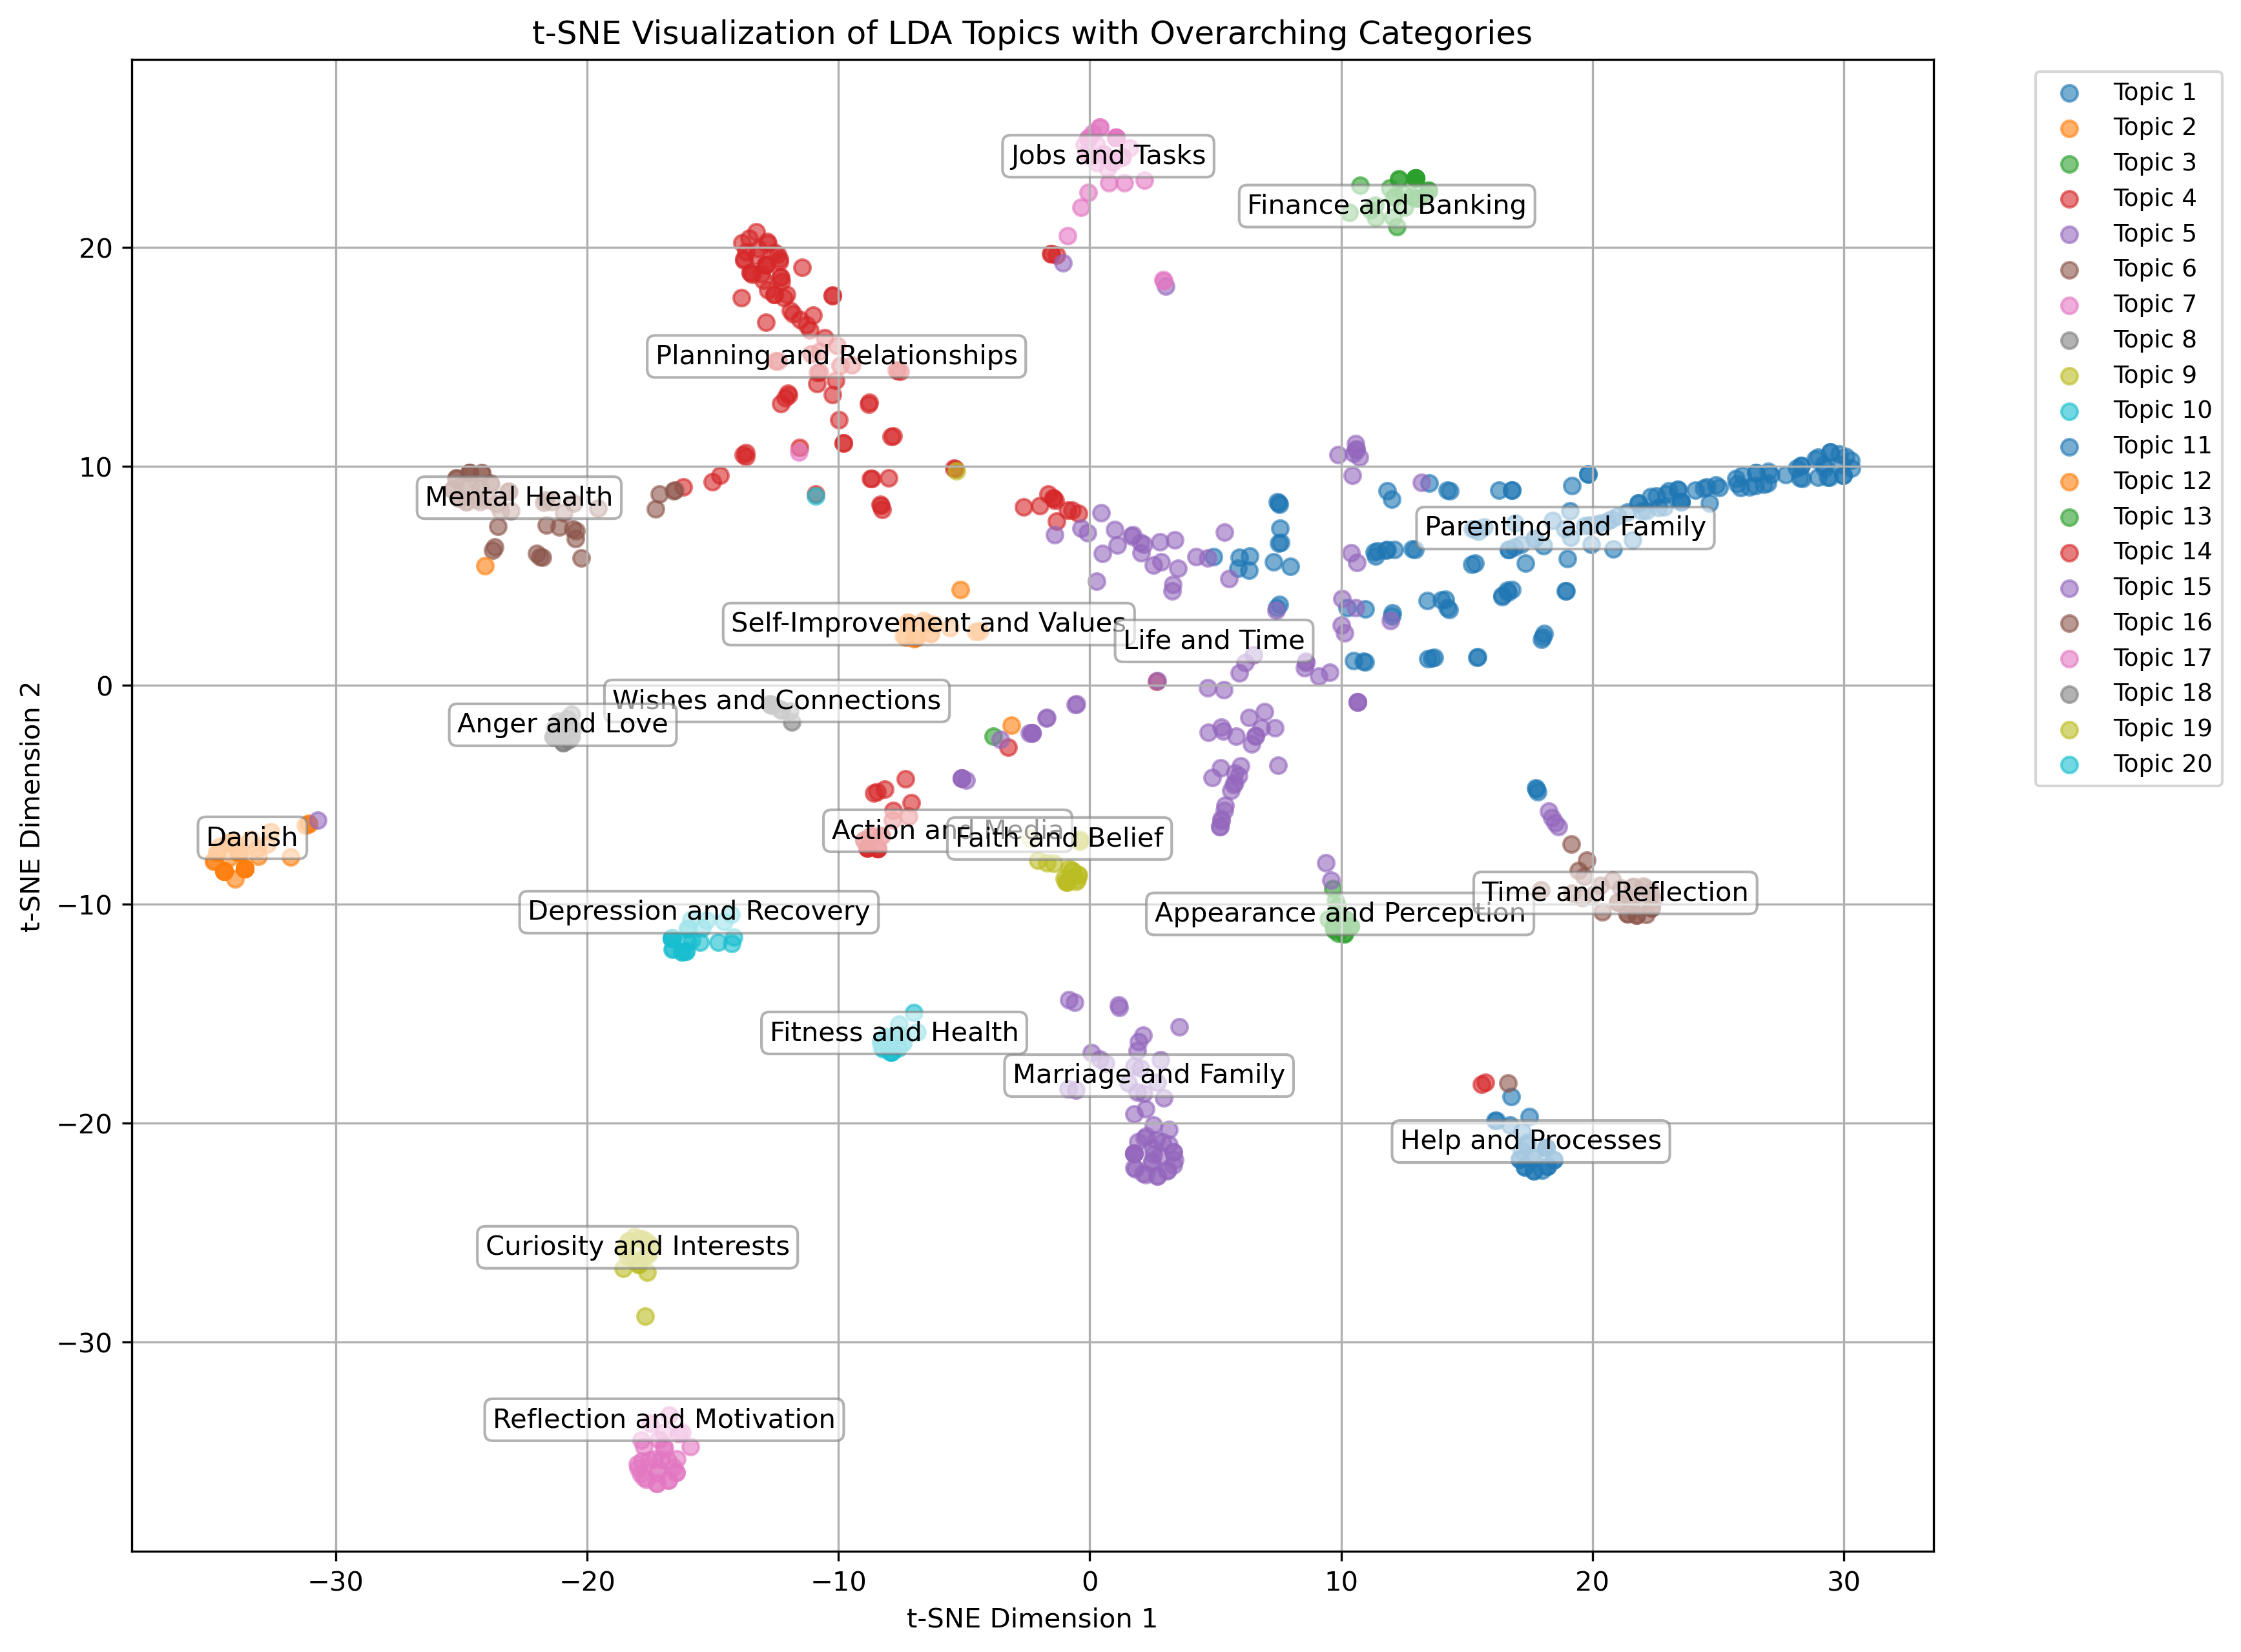 t-SNE Visualization of LDA Topics with Overarching Categories
Jobs and Tasks
Finance and Banking
Planning and Relationships
Mental Health
Parenting and Family
Self-Improvement and Values
Life and Time
Wishes and Connections
Anger and Love
Danish
Action and Media
Faith and Belief
Depression and Recovery
Appearance and Perception
Time and Reflection
Fitness and Health
Marriage and Family
Help and Processes
Curiosity and Interests
Reflection and Motivation
20
10
0
−10
−20
−30
t-SNE Dimension 2
−30
−20
−10
0
10
20
30
t-SNE Dimension 1
Topic 1
Topic 2
Topic 3
Topic 4
Topic 5
Topic 6
Topic 7
Topic 8
Topic 9
Topic 10
Topic 11
Topic 12
Topic 13
Topic 14
Topic 15
Topic 16
Topic 17
Topic 18
Topic 19
Topic 20